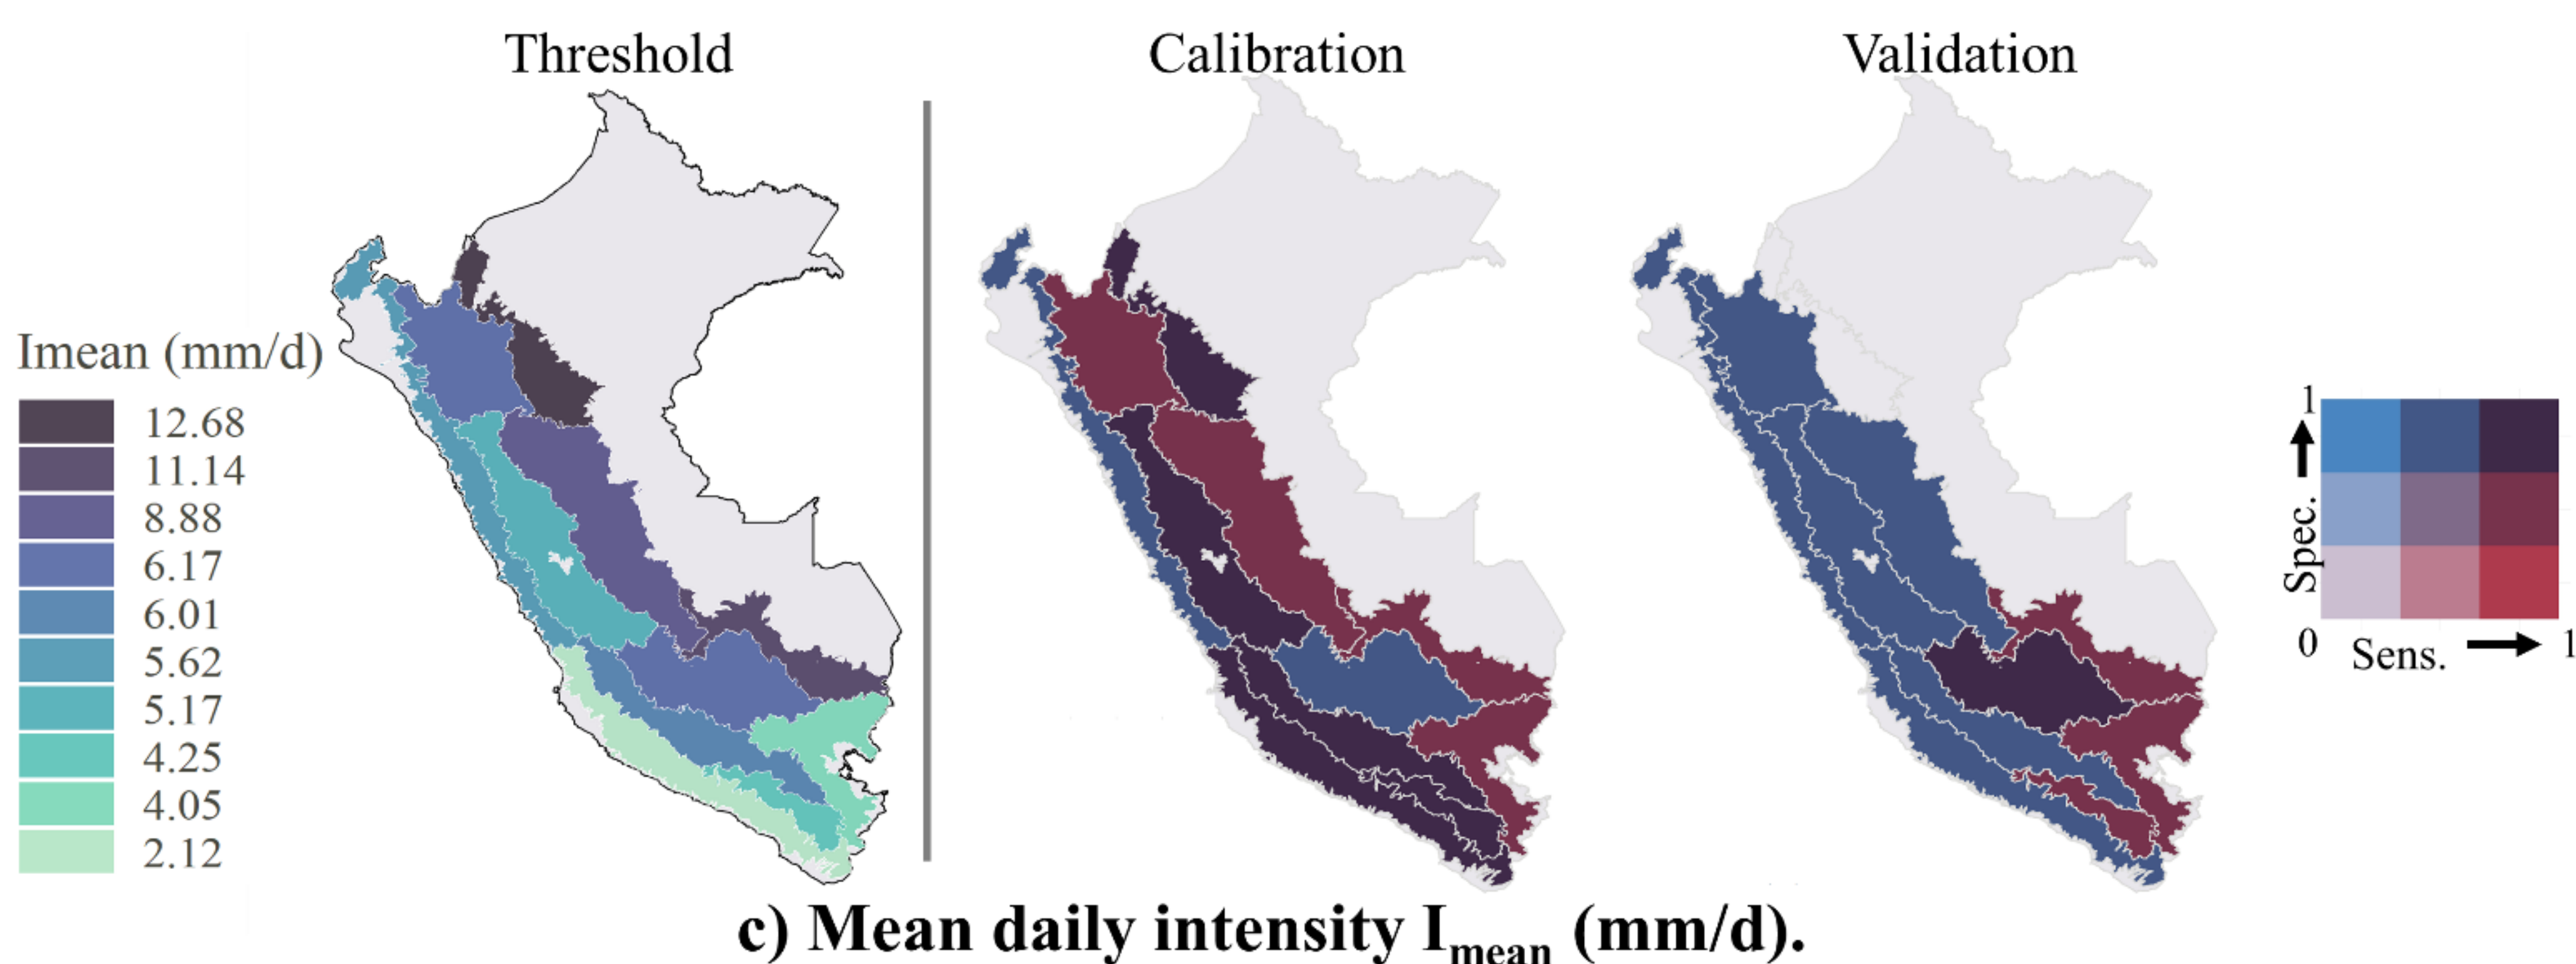 Threshold
Calibration
Validation
Imean (mm/d)
12.68
11.14
8.88
6.17
6.01
5.62
5.17
4.25
4.05
2.12
1
Spec.
0
Sens.
1
c) Mean daily intensity Imean (mm/d).